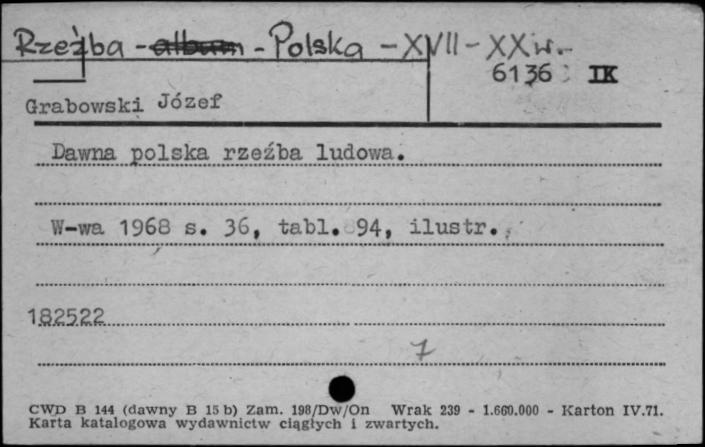 Rzeźba - album - Polska - XVII - XX w.
6136 IK
Grabowski Józef
Dawna polska rzeźba ludowa.
W-wa 1968 s. 36, tabl. 94, ilustr.
182522
7
CWD B 144 (dawny B 15 b) Zam. 198/Dw/On Wrak 239 - 1.660.000 - Karton IV.71.
Karta katalogowa wydawnictw ciągłych i zwartych.